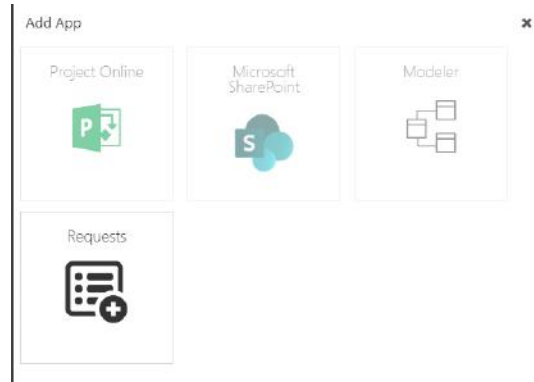 Add App
Project Online
Microsoft
SharePoint
Modeler
P
S
Requests